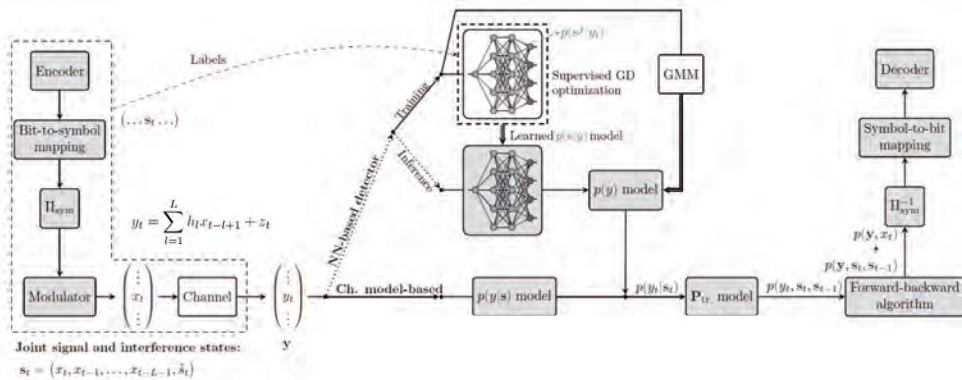 Encoder
Bit-to-symbol
mapping
Π_sym
Modulator
(… s_t …)
Labels
y_t = ∑_{l=1}^{L} h_l x_{t−l+1} + z_t
⋮
x_t
⋮
Channel
⋮
y_t
⋮
y
Joint signal and interference states:
s_t = (x_t, x_{t−1}, …, x_{t−L−1}, s̃_t)
NN-based detector
Training
Inference
Ch. model-based
Supervised GD
optimization
Learned p(s|y) model
GMM
p(y) model
p(y|s) model
p(y_t|s_t)
P_tr. model
p(y_t, s_t, s_{t−1})
Forward-backward
algorithm
p(y, s_t, s_{t−1})
p(y, x_t)
Π_sym^{−1}
Symbol-to-bit
mapping
Decoder